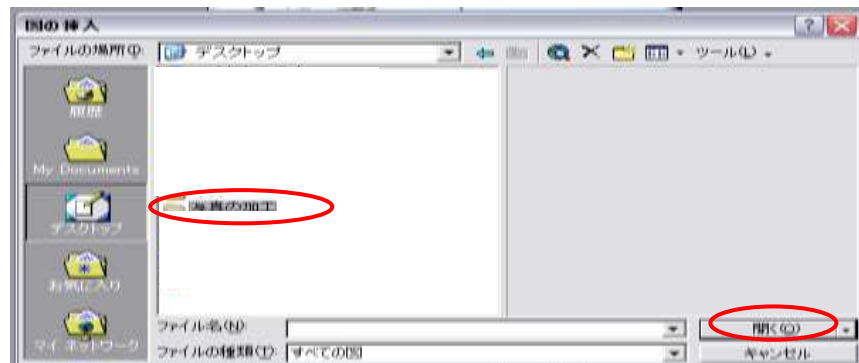 図の挿入
ファイルの場所(I):
デスクトップ
ツール(L)
履歴
My Documents
デスクトップ
写真の加工
お気に入り
マイ ネットワーク
ファイル名(N):
開く(O)
ファイルの種類(T):
すべての図
キャンセル